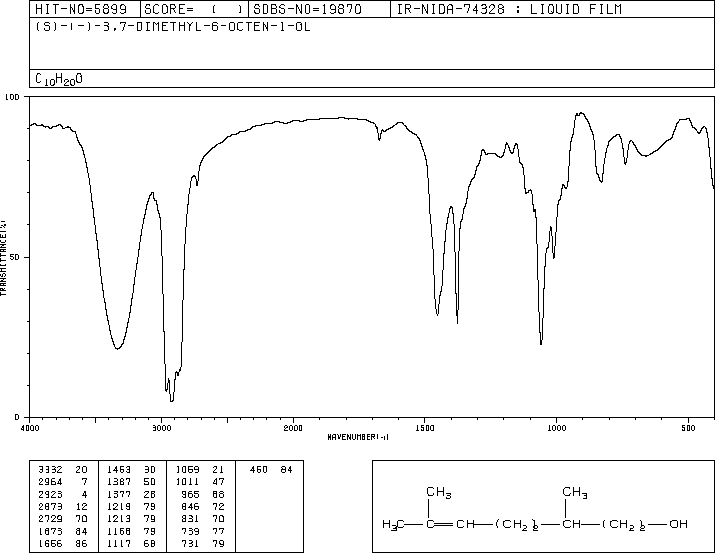 HIT-NO=5899 SCORE= ( ) SDBS-NO=19870 IR-NIDA-74328 : LIQUID FILM
(S)-(-)-3,7-DIMETHYL-6-OCTEN-1-OL
C10H20O
100
50
0
TRANSMITTANCE(%)
4000 3000 2000 1500 1000 500
WAVENUMBER(-1)
3332 20 1463 30 1059 21 460 84
2964 7 1387 50 1011 47
2923 4 1377 28 965 68
2873 12 1219 79 846 72
2729 70 1213 79 831 70
1673 84 1168 79 739 77
1666 86 1117 68 731 79
CH3 CH3
H3C C CH (CH2)2 CH (CH2)2 OH